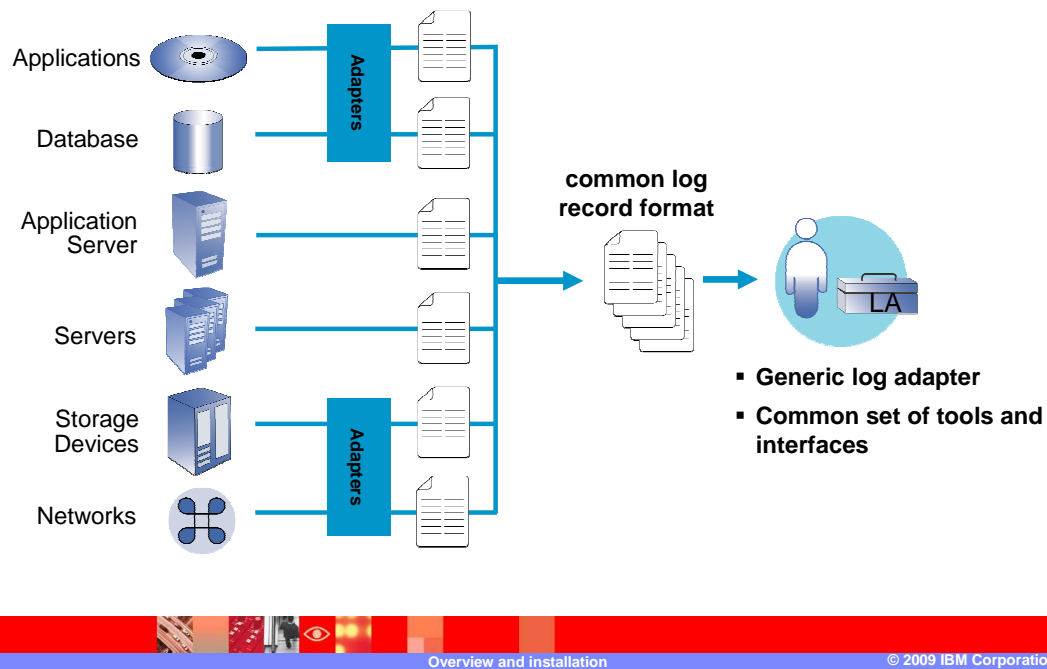 Applications
Adapters
Database
Application
Server
Servers
Storage
Devices
Adapters
Networks
common log
record format
LA
▪ Generic log adapter
▪ Common set of tools and
interfaces
Overview and installation
© 2009 IBM Corporatio